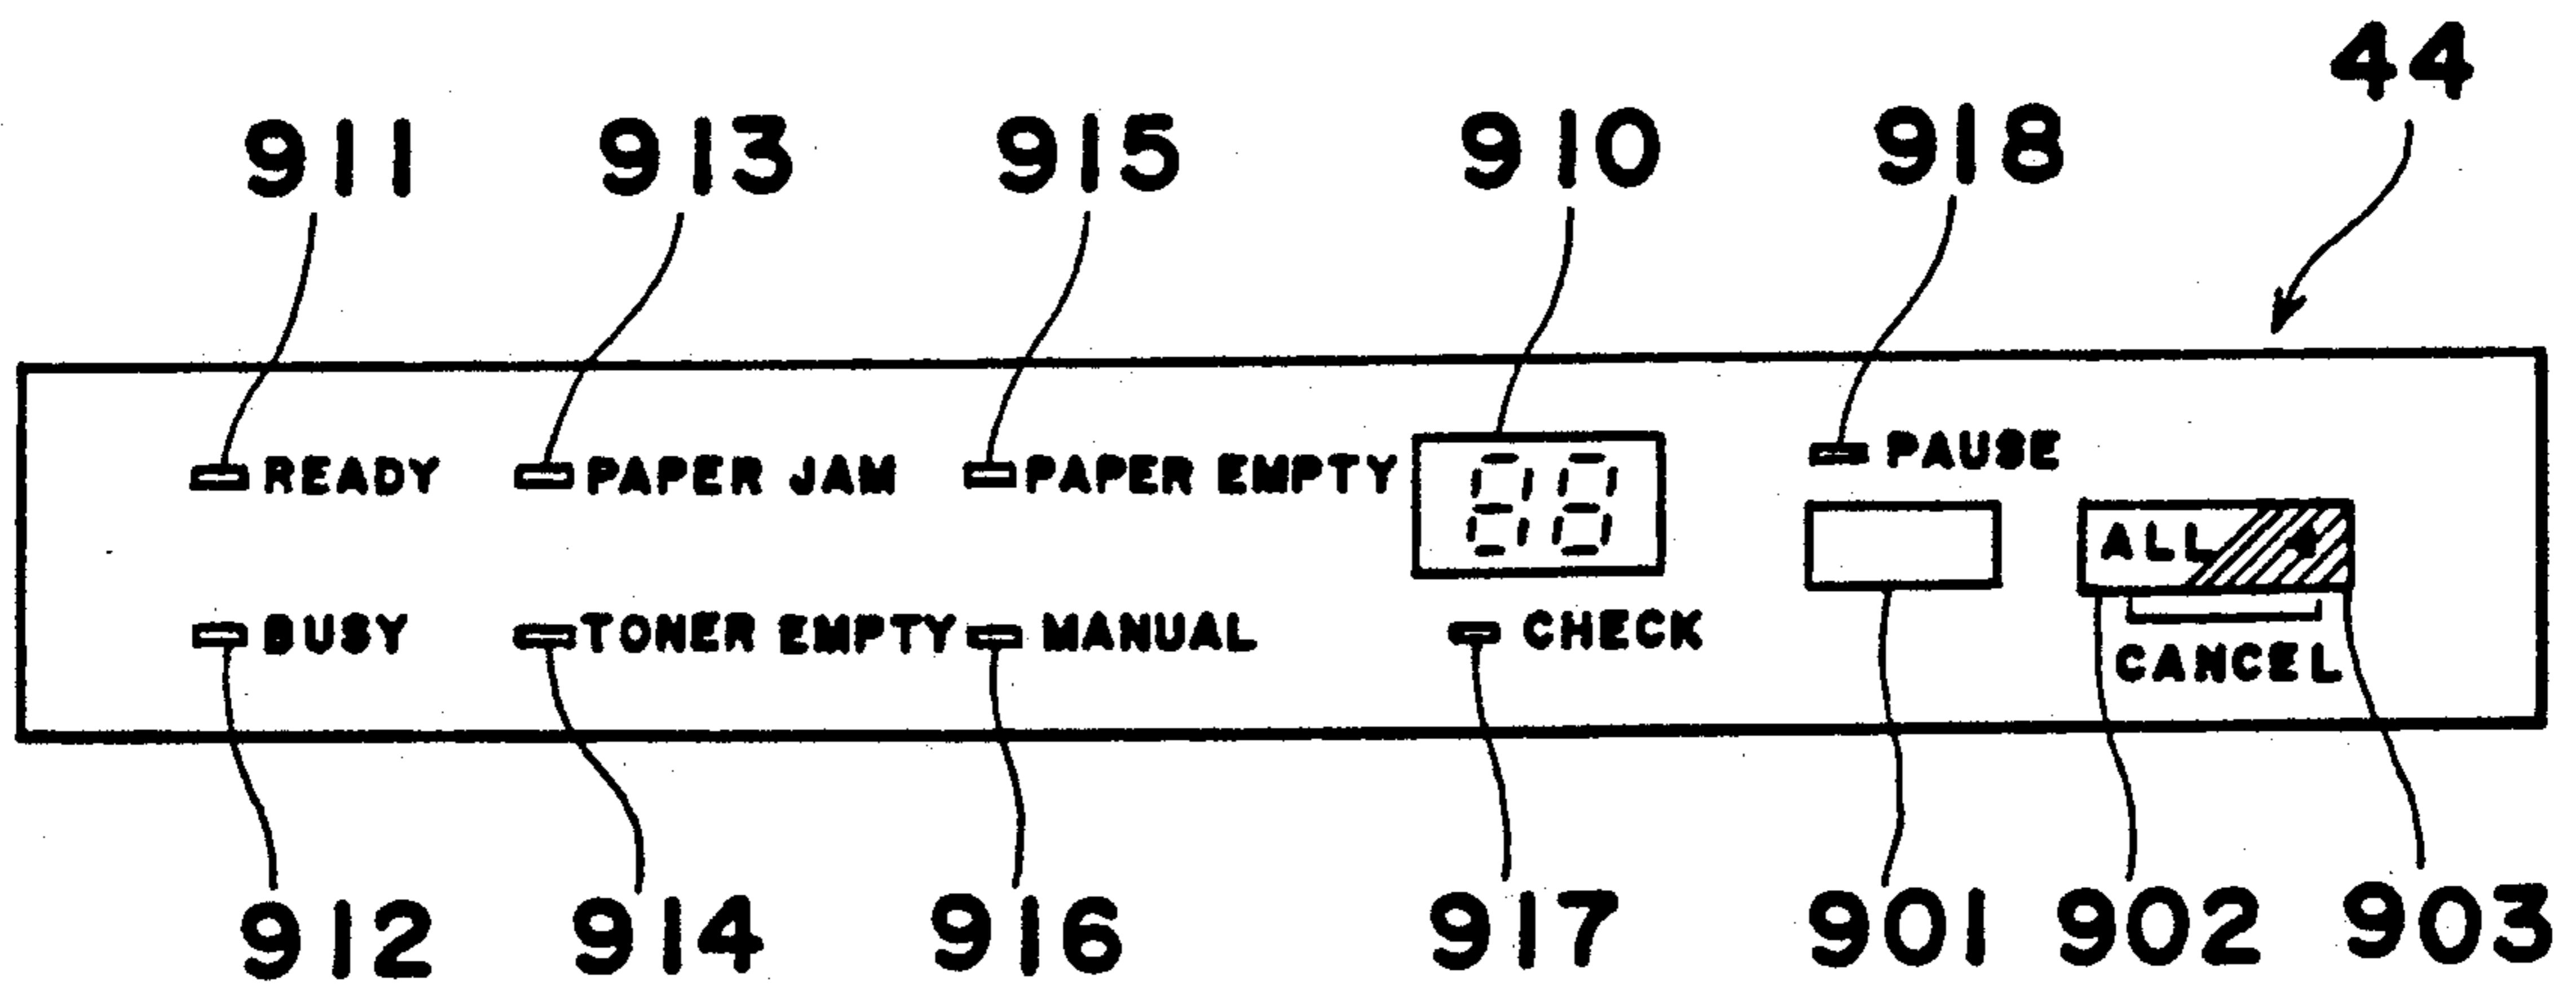 44
911 913 915 910 918
READY PAPER JAM PAPER EMPTY 88 PAUSE
ALL
BUSY TONER EMPTY MANUAL CHECK
CANCEL
912 914 916 917 901 902 903